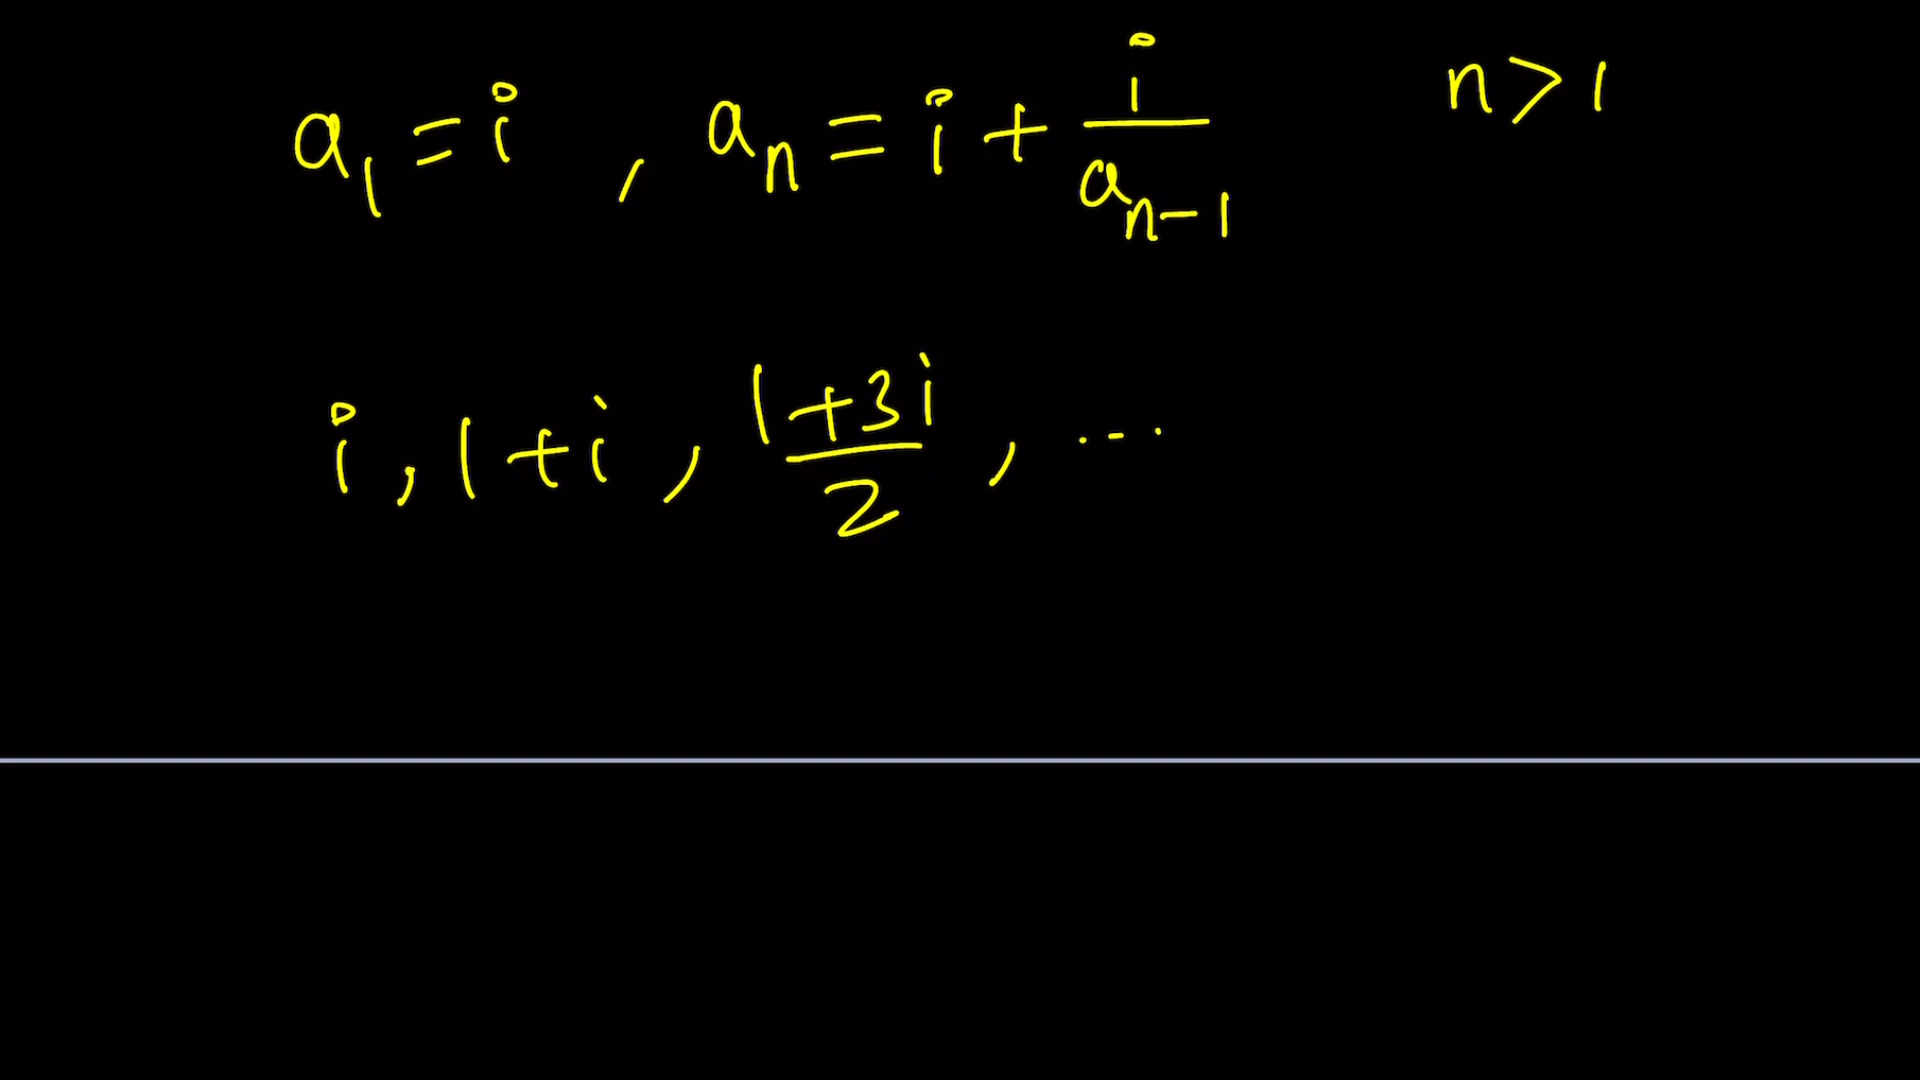 a₁ = i , aₙ = i + i/aₙ₋₁ n > 1
i , 1 + i , (1+3i)/2 , ...